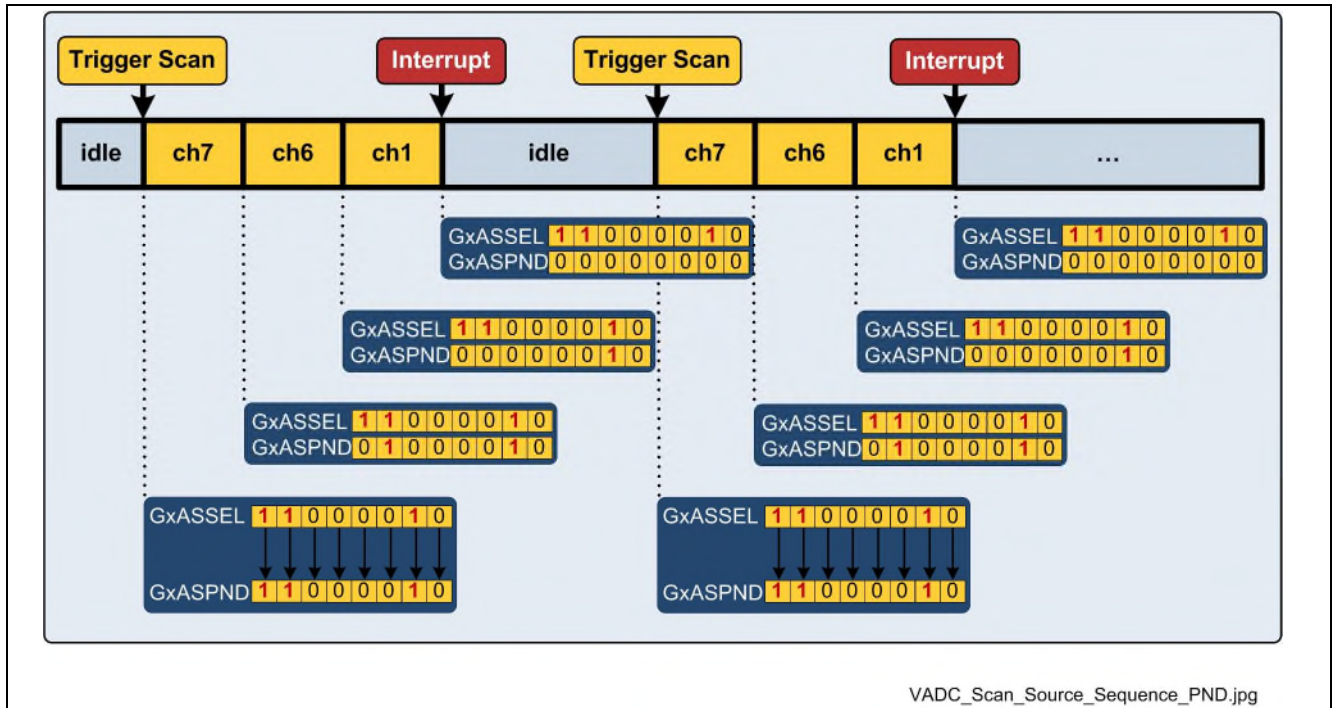 Trigger Scan Interrupt Trigger Scan Interrupt
idle ch7 ch6 ch1 idle ch7 ch6 ch1 ...
GxASSEL 1 1 0 0 0 0 1 0
GxASPND 0 0 0 0 0 0 0 0
GxASSEL 1 1 0 0 0 0 1 0
GxASPND 0 0 0 0 0 0 0 0
GxASSEL 1 1 0 0 0 0 1 0
GxASPND 0 0 0 0 0 0 1 0
GxASSEL 1 1 0 0 0 0 1 0
GxASPND 0 0 0 0 0 0 1 0
GxASSEL 1 1 0 0 0 0 1 0
GxASPND 0 1 0 0 0 0 1 0
GxASSEL 1 1 0 0 0 0 1 0
GxASPND 0 1 0 0 0 0 1 0
GxASSEL 1 1 0 0 0 0 1 0
GxASPND 1 1 0 0 0 0 1 0
GxASSEL 1 1 0 0 0 0 1 0
GxASPND 1 1 0 0 0 0 1 0
VADC_Scan_Source_Sequence_PND.jpg